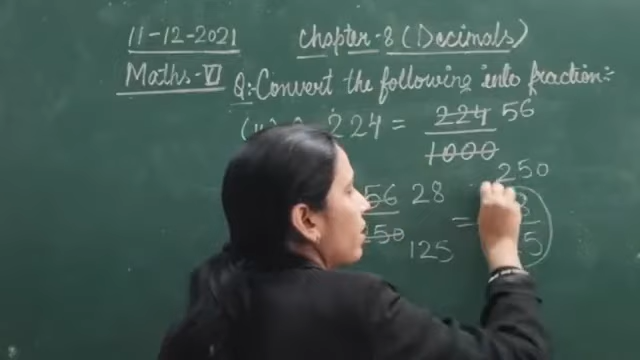 11-12-2021 Chapter-8 (Decimals)
Maths-VI
Q:- Convert the following into fraction:-
224 = 224 56
1000
250
56 28
250 125
=